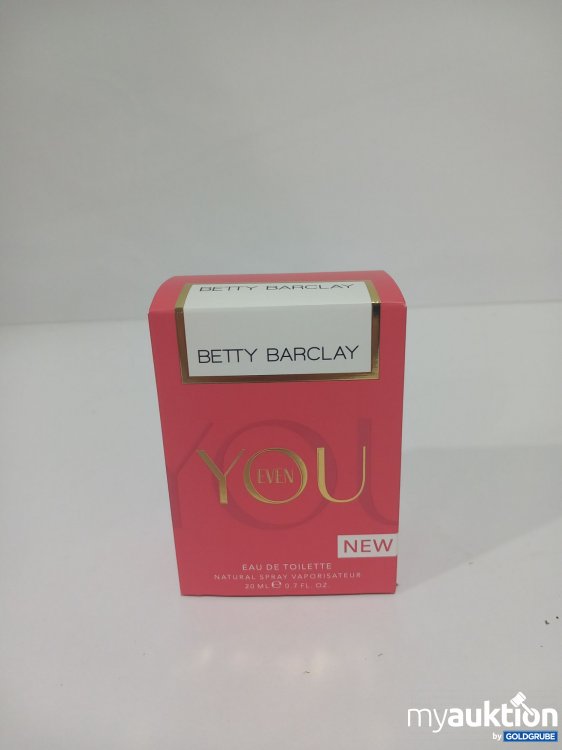 BETTY BARCLAY
BETTY BARCLAY
YOU
EVEN
NEW
EAU DE TOILETTE
NATURAL SPRAY VAPORISATEUR
20 ML ℮ 0.7 FL. OZ.
myauktion
by GOLDGRUBE